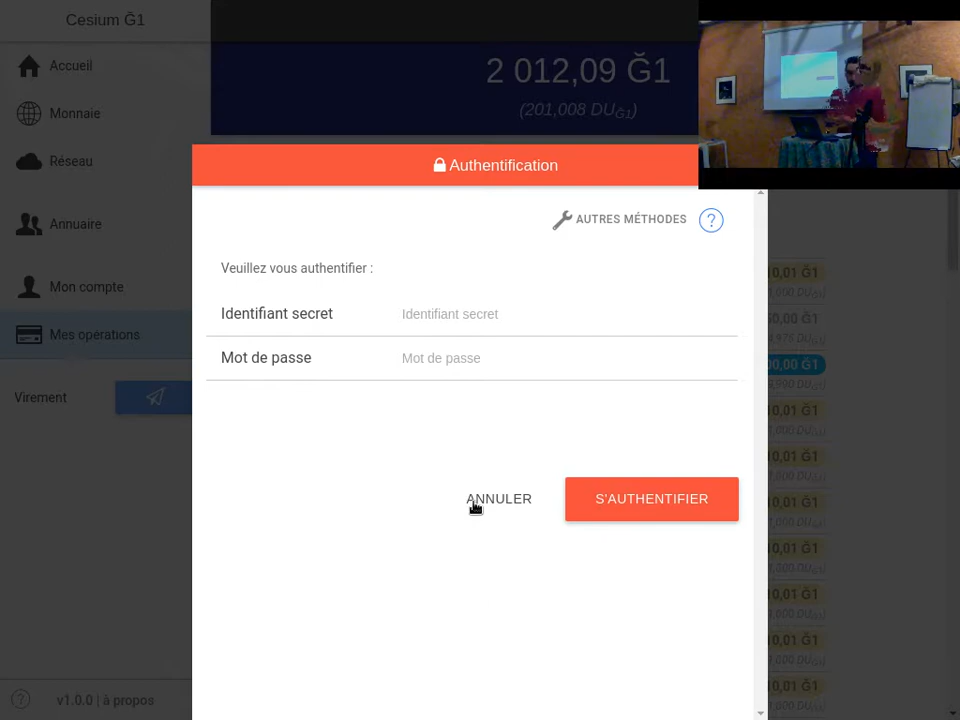 Cesium Ğ1
2 012,09 Ğ1
(201,008 DUĞ1)
Accueil
Monnaie
Réseau
Annuaire
Mon compte
Mes opérations
Virement
v1.0.0 | à propos
Authentification
AUTRES MÉTHODES
?
Veuillez vous authentifier :
Identifiant secret
Identifiant secret
Mot de passe
Mot de passe
ANNULER
S'AUTHENTIFIER